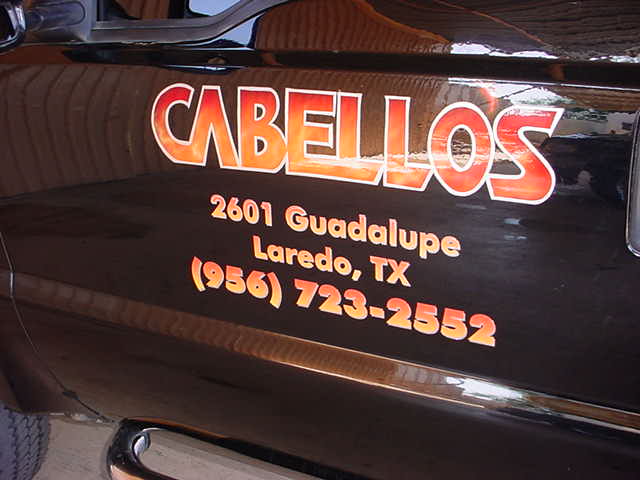 CABELLOS
2601 Guadalupe
Laredo, TX
(956) 723-2552